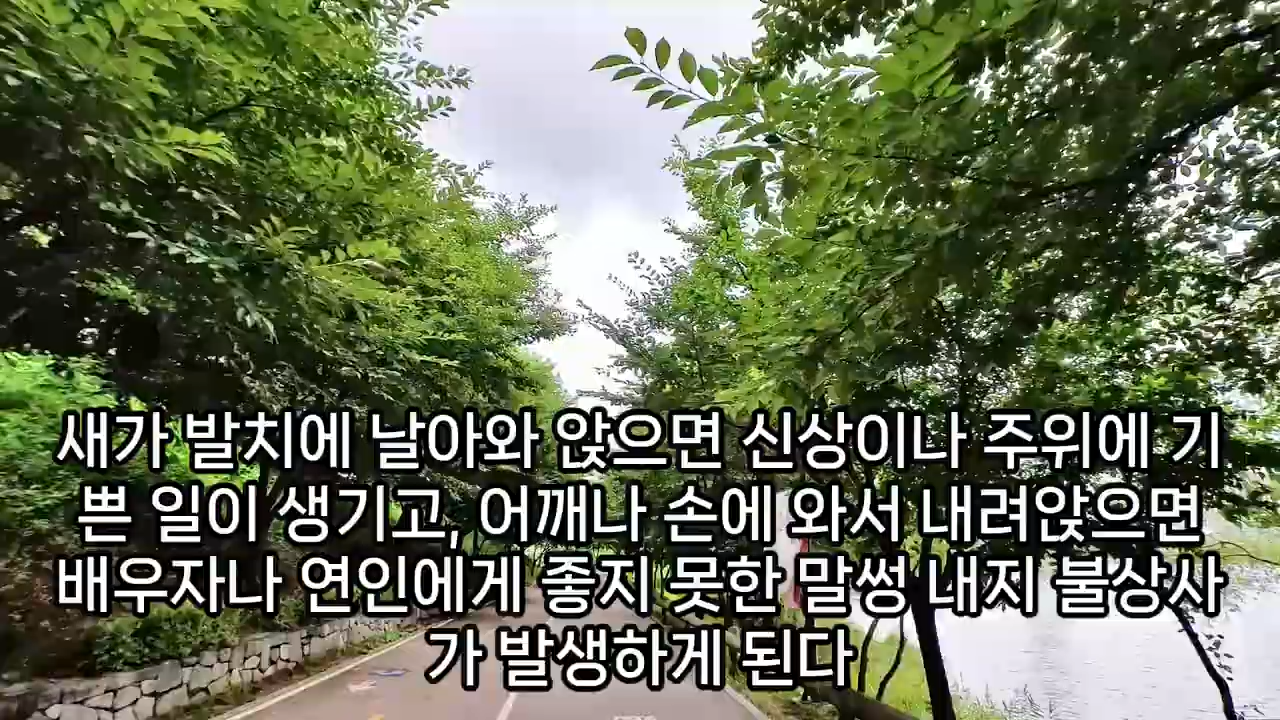 새가 발치에 날아와 앉으면 신상이나 주위에 기
쁜 일이 생기고, 어깨나 손에 와서 내려앉으면
배우자나 연인에게 좋지 못한 말썽 내지 불상사
가 발생하게 된다